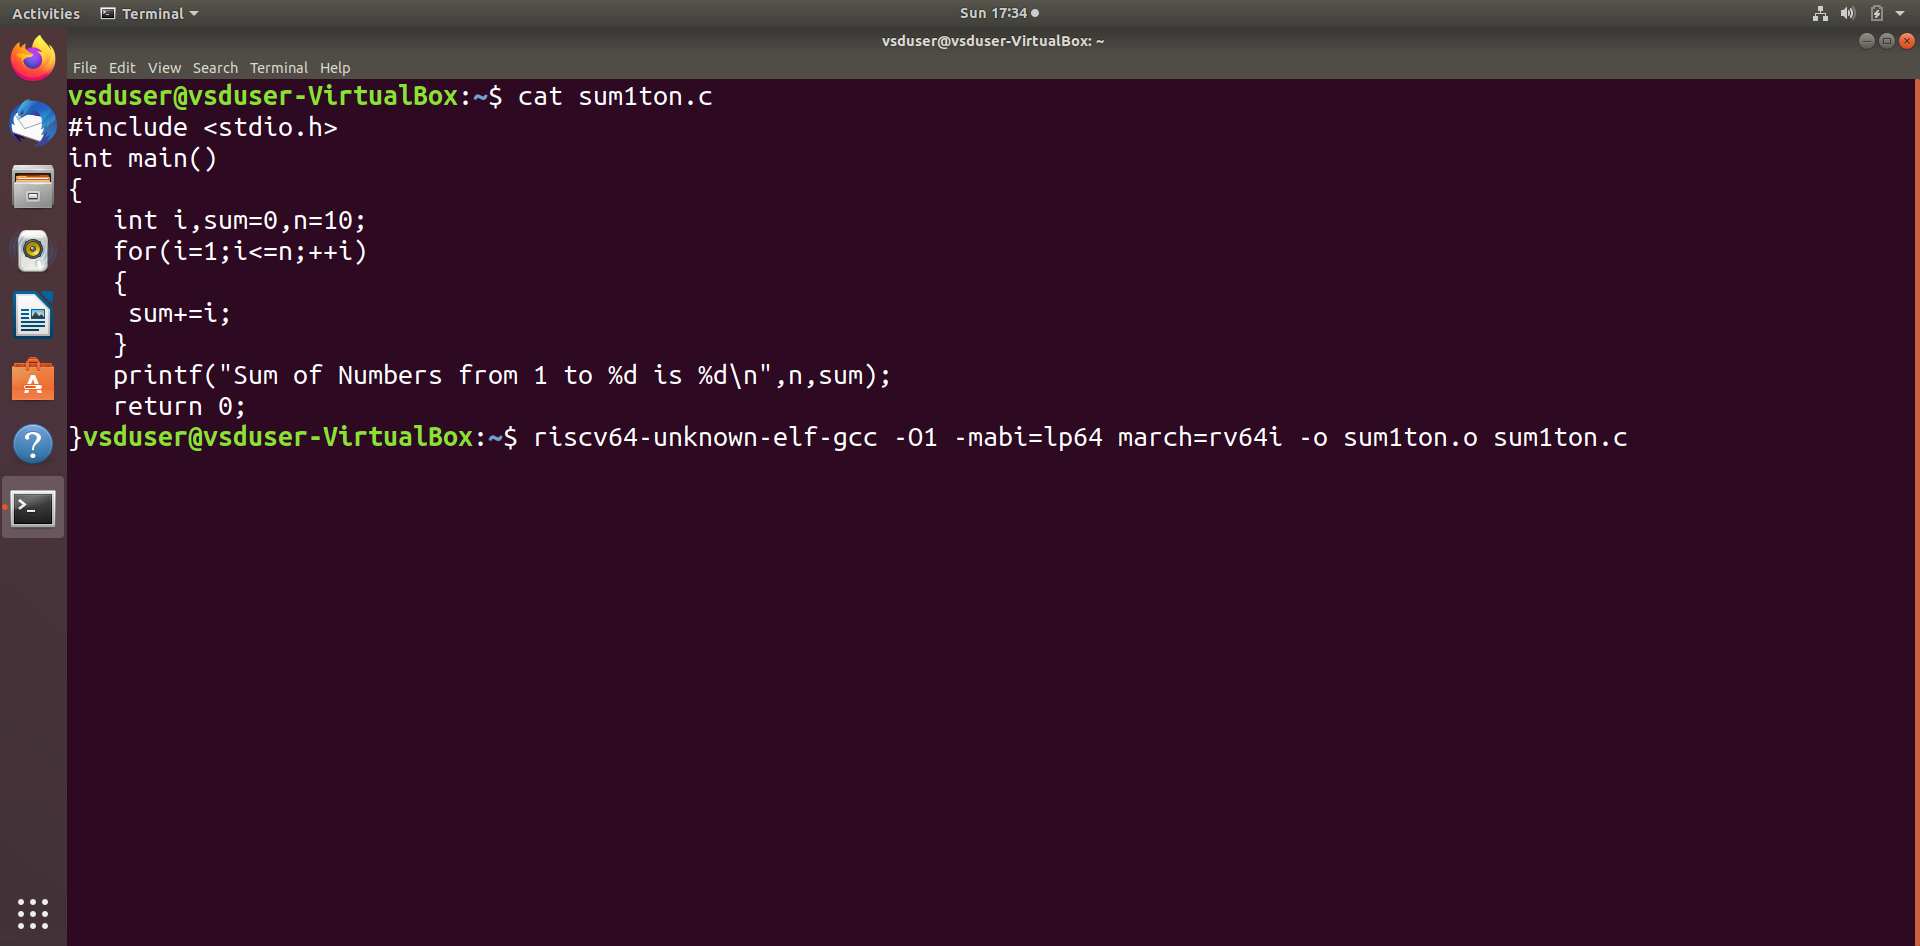 Activities Terminal Sun 17:34
vsduser@vsduser-VirtualBox: ~
File Edit View Search Terminal Help
vsduser@vsduser-VirtualBox:~$ cat sum1ton.c
#include <stdio.h>
int main()
{
   int i,sum=0,n=10;
   for(i=1;i<=n;++i)
   {
    sum+=i;
   }
   printf("Sum of Numbers from 1 to %d is %d\n",n,sum);
   return 0;
}vsduser@vsduser-VirtualBox:~$ riscv64-unknown-elf-gcc -O1 -mabi=lp64 march=rv64i -o sum1ton.o sum1ton.c